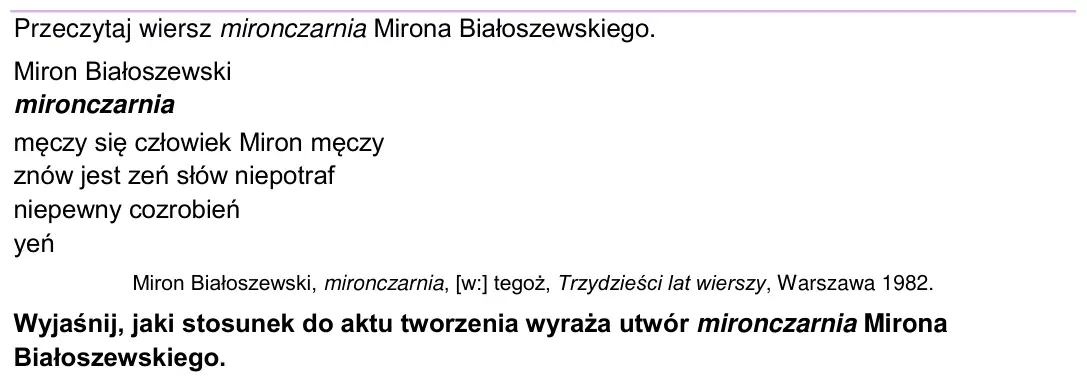 Przeczytaj wiersz mironczarnia Mirona Białoszewskiego.
Miron Białoszewski
mironczarnia
męczy się człowiek Miron męczy
znów jest zeń słów niepotraf
niepewny cozrobień
yeń
Miron Białoszewski, mironczarnia, [w:] tegoż, Trzydzieści lat wierszy, Warszawa 1982.
Wyjaśnij, jaki stosunek do aktu tworzenia wyraża utwór mironczarnia Mirona
Białoszewskiego.